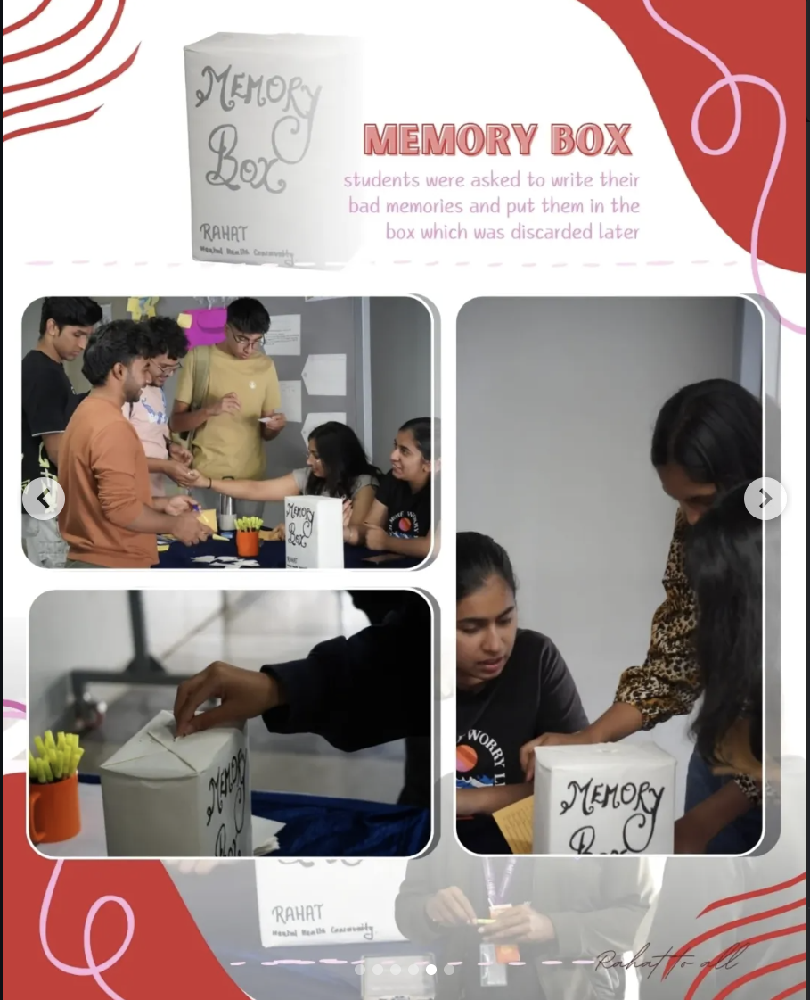 MEMORY
BOX
RAHAT
Mental Health Community
MEMORY BOX
students were asked to write their
bad memories and put them in the
box which was discarded later
MEMORY
BOX
WORRY
MEMORY
Box
WORRY L
MEMORY
Box
RAHAT
Mental Health Community
Rahat to all